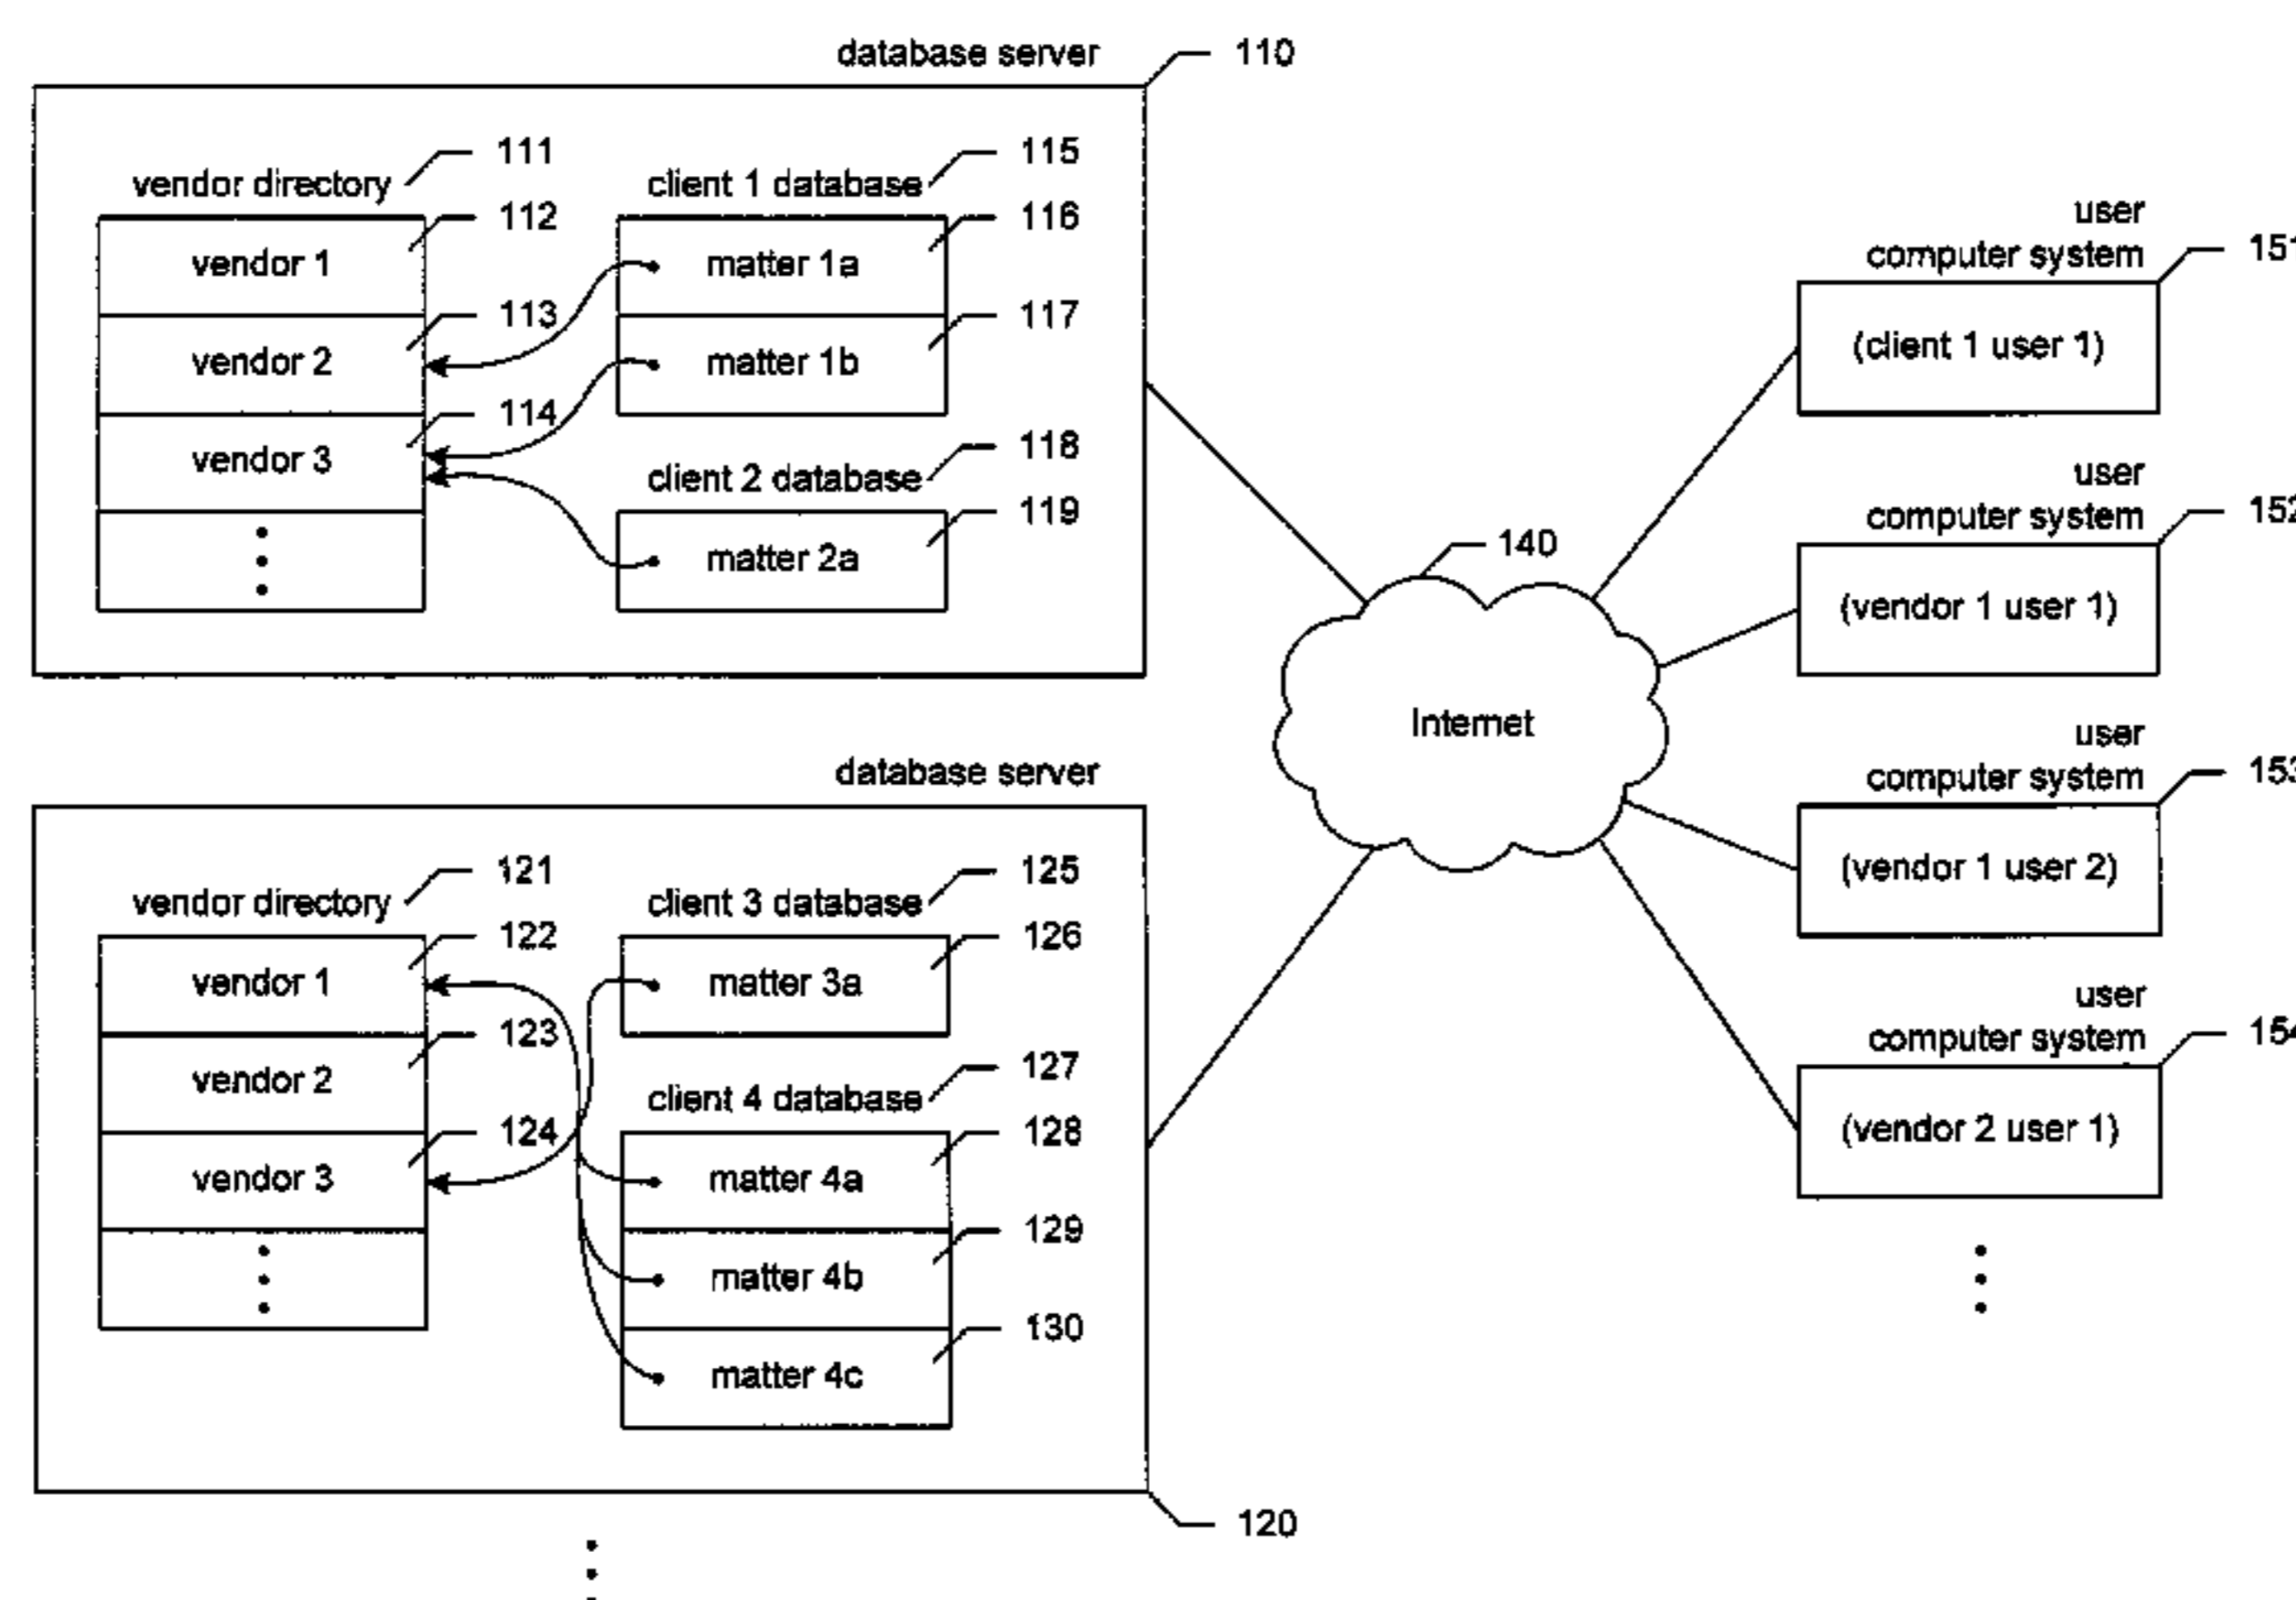 database server
110
vendor directory
111
vendor 1
112
vendor 2
113
vendor 3
114
client 1 database
115
matter 1a
116
matter 1b
117
client 2 database
118
matter 2a
119
database server
vendor directory
121
vendor 1
122
vendor 2
123
vendor 3
124
client 3 database
125
matter 3a
126
client 4 database
127
matter 4a
128
matter 4b
129
matter 4c
130
120
140
Internet
user
computer system
151
(client 1 user 1)
user
computer system
152
(vendor 1 user 1)
user
computer system
153
(vendor 1 user 2)
user
computer system
154
(vendor 2 user 1)